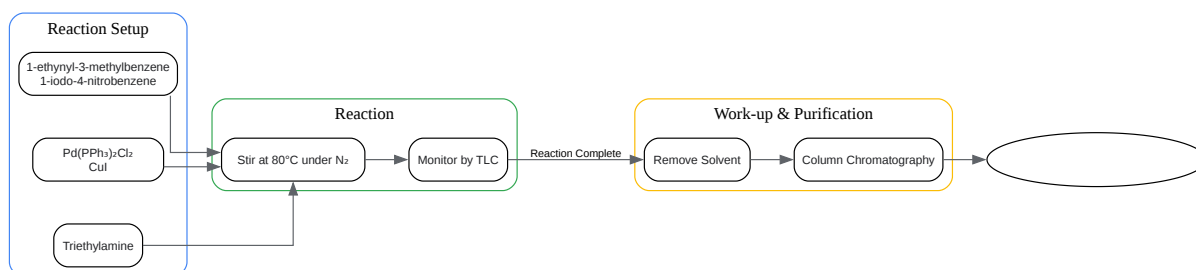 Reaction Setup
1-ethynyl-3-methylbenzene
1-iodo-4-nitrobenzene
Pd(PPh₃)₂Cl₂
CuI
Triethylamine
Reaction
Stir at 80°C under N₂
Monitor by TLC
Reaction Complete
Work-up & Purification
Remove Solvent
Column Chromatography